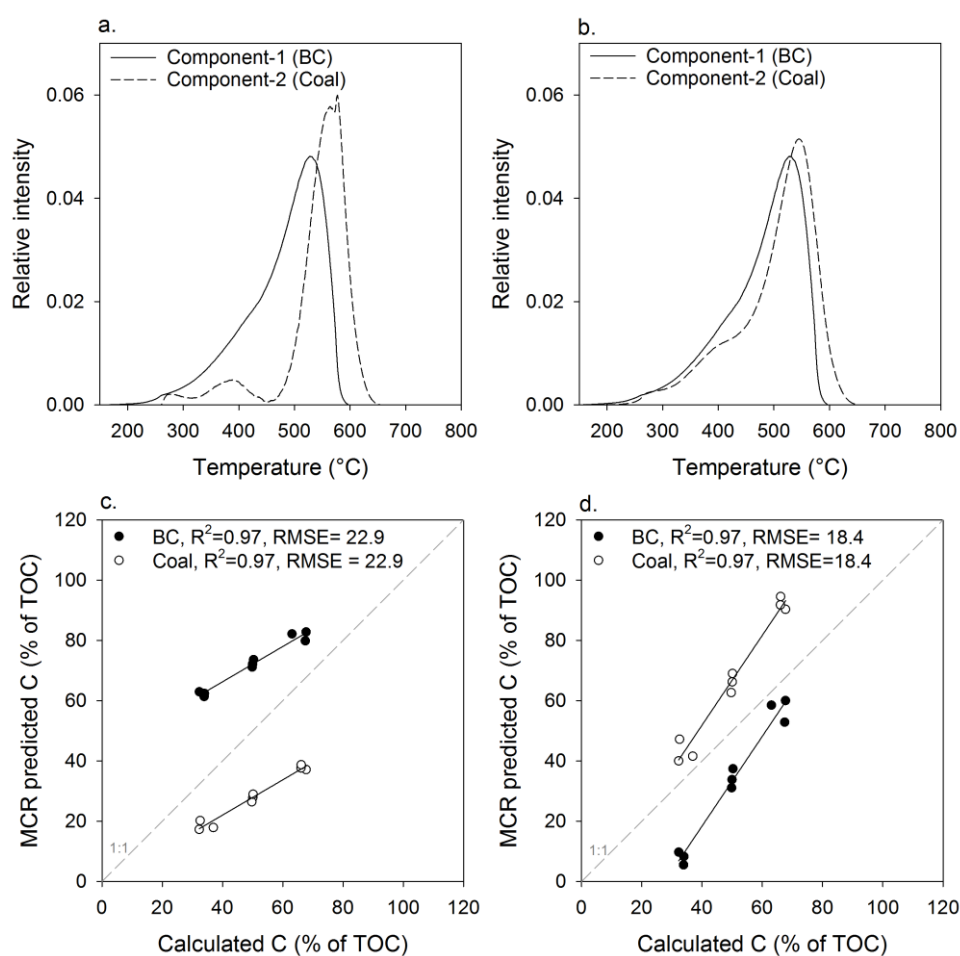 a.
Component-1 (BC)
Component-2 (Coal)
0.06
0.04
0.02
0.00
Relative intensity
200 300 400 500 600 700 800
Temperature (°C)
b.
Component-1 (BC)
Component-2 (Coal)
0.06
0.04
0.02
0.00
Relative intensity
200 300 400 500 600 700 800
Temperature (°C)
c.
BC, R²=0.97, RMSE= 22.9
Coal, R²=0.97, RMSE = 22.9
120
100
80
60
40
20
0
MCR predicted C (% of TOC)
1:1
0 20 40 60 80 100 120
Calculated C (% of TOC)
d.
BC, R²=0.97, RMSE= 18.4
Coal, R²=0.97, RMSE=18.4
120
100
80
60
40
20
0
MCR predicted C (% of TOC)
1:1
0 20 40 60 80 100 120
Calculated C (% of TOC)